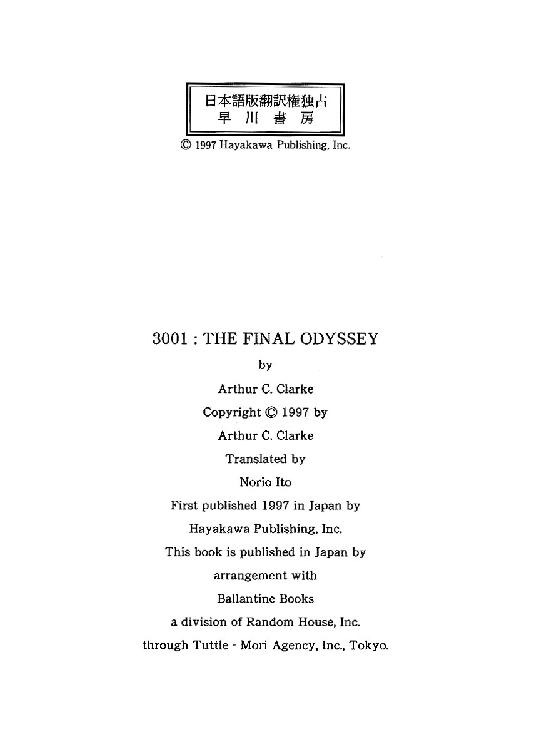 日本語版翻訳権独占
早川書房
© 1997 Hayakawa Publishing, Inc.
3001 : THE FINAL ODYSSEY
by
Arthur C. Clarke
Copyright © 1997 by
Arthur C. Clarke
Translated by
Norio Ito
First published 1997 in Japan by
Hayakawa Publishing, Inc.
This book is published in Japan by
arrangement with
Ballantine Books
a division of Random House, Inc.
through Tuttle - Mori Agency, Inc., Tokyo.